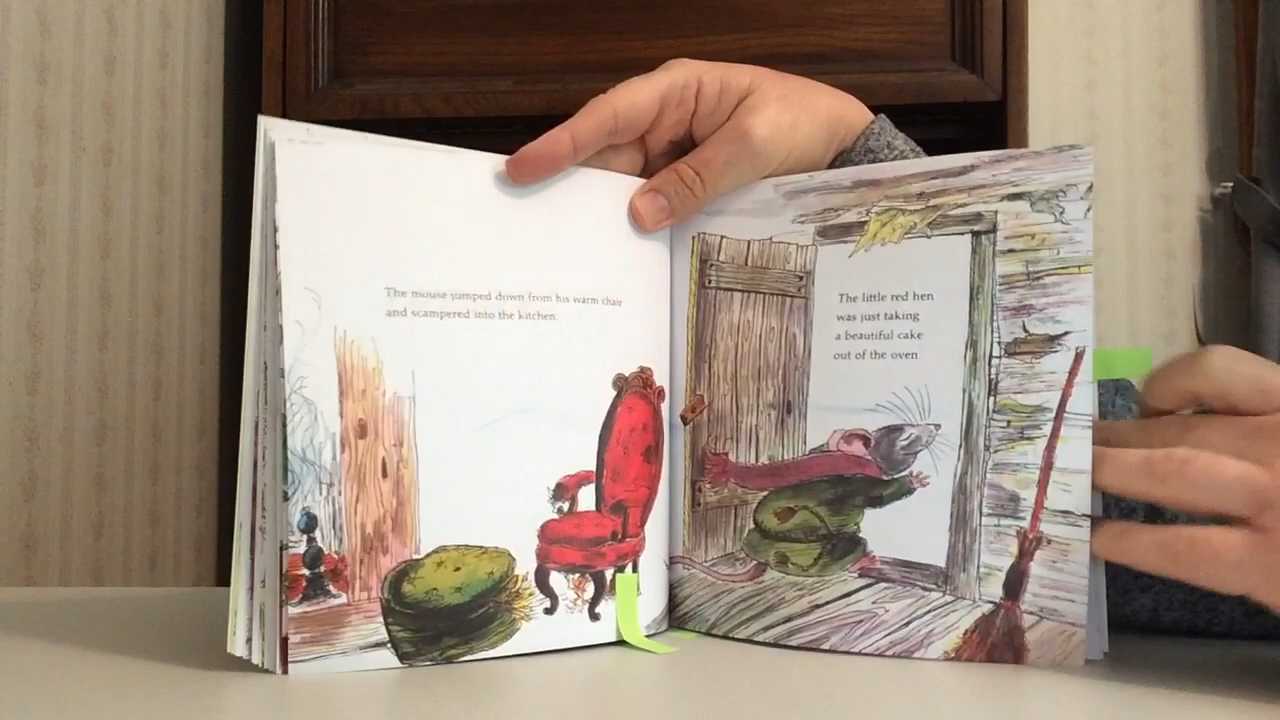 The mouse jumped down from his warm chair
and scampered into the kitchen.
The little red hen
was just taking
a beautiful cake
out of the oven